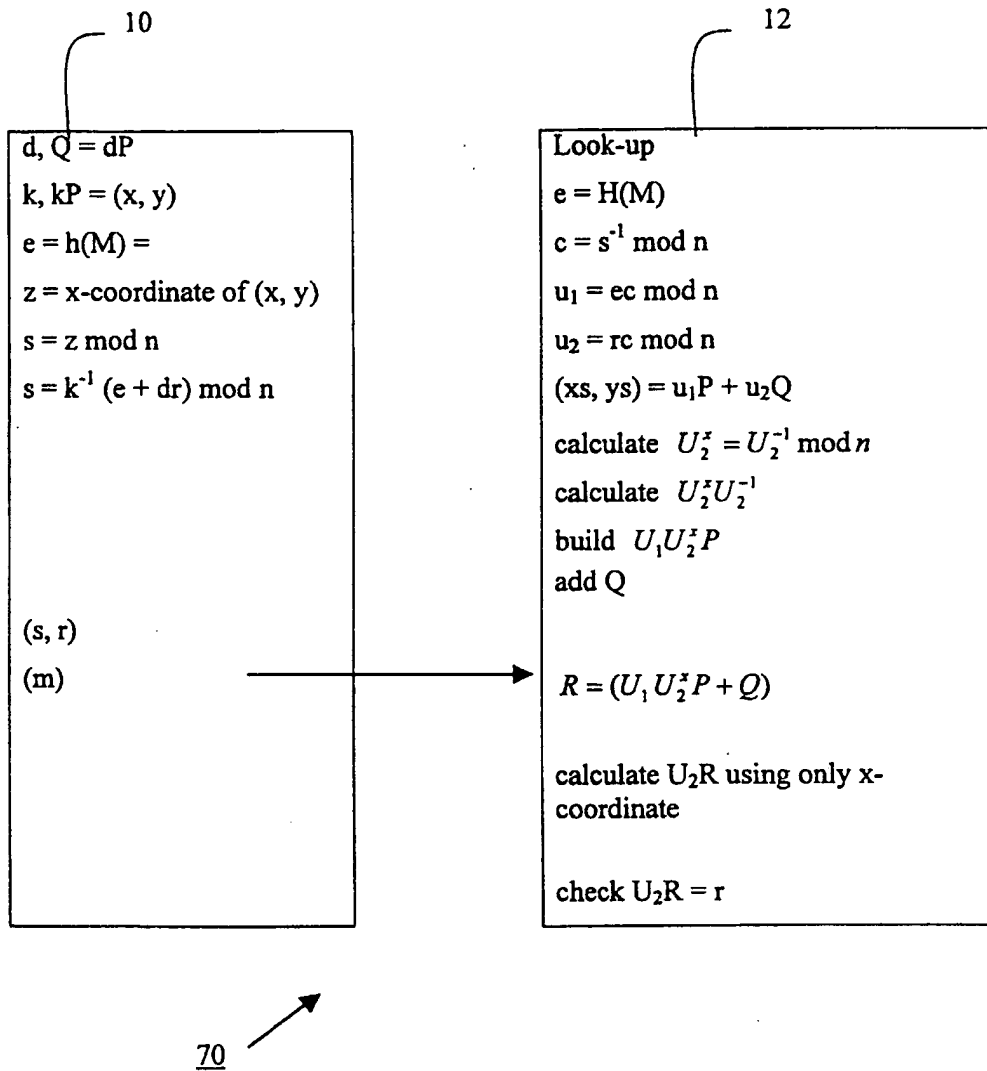 10
12
d, Q = dP
k, kP = (x, y)
e = h(M) =
z = x-coordinate of (x, y)
s = z mod n
s = k⁻¹ (e + dr) mod n
(s, r)
(m)
Look-up
e = H(M)
c = s⁻¹ mod n
u₁ = ec mod n
u₂ = rc mod n
(xs, ys) = u₁P + u₂Q
calculate U₂ˣ = U₂⁻¹ mod n
calculate U₂ˣU₂⁻¹
build U₁U₂ˣP
add Q
R = (U₁ U₂ˣP + Q)
calculate U₂R using only x-
coordinate
check U₂R = r
70